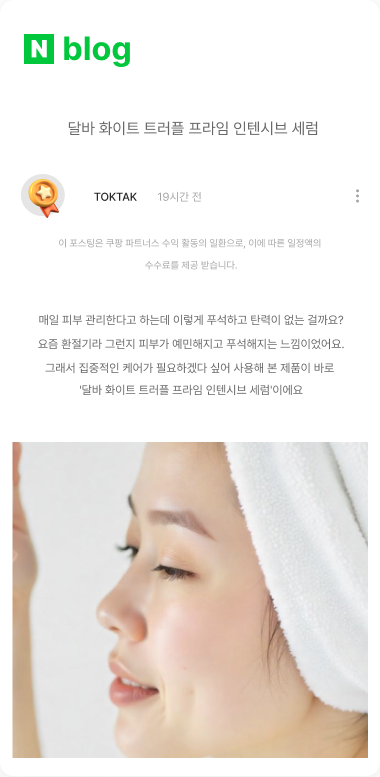 N blog
달바 화이트 트러플 프라임 인텐시브 세럼
TOKTAK 19시간 전
이 포스팅은 쿠팡 파트너스 수익 활동의 일환으로, 이에 따른 일정액의
수수료를 제공 받습니다.
매일 피부 관리한다고 하는데 이렇게 푸석하고 탄력이 없는 걸까요?
요즘 환절기라 그런지 피부가 예민해지고 푸석해지는 느낌이었어요.
그래서 집중적인 케어가 필요하겠다 싶어 사용해 본 제품이 바로
'달바 화이트 트러플 프라임 인텐시브 세럼'이에요